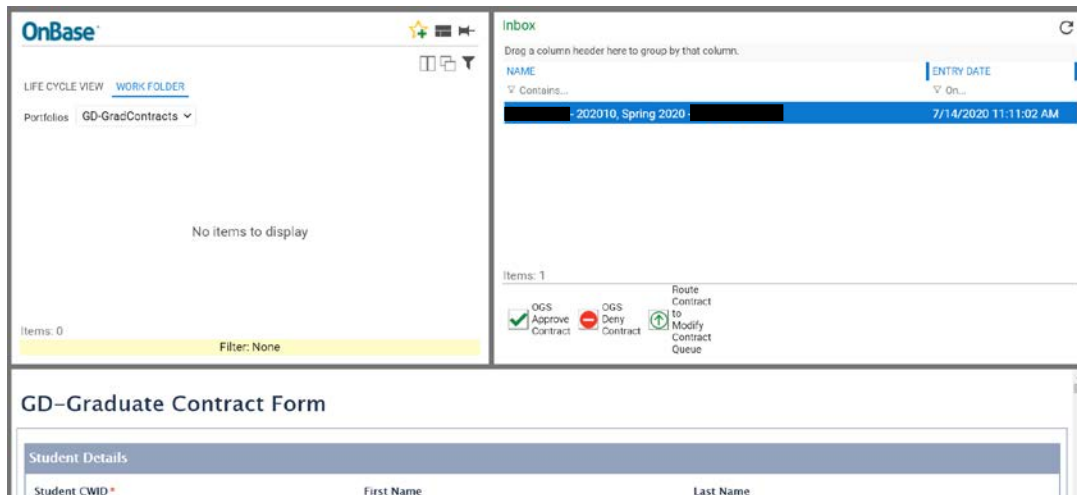 OnBase
LIFE CYCLE VIEW WORK FOLDER
Portfolios GD-GradContracts
No items to display
Items: 0
Filter: None
Inbox
Drag a column header here to group by that column.
NAME ENTRY DATE
Contains... On...
- 202010, Spring 2020 - 7/14/2020 11:11:02 AM
Items: 1
OGS
Approve
Contract
OGS
Deny
Contract
Route
Contract
to
Modify
Contract
Queue
GD-Graduate Contract Form
Student Details
Student CWID* First Name Last Name